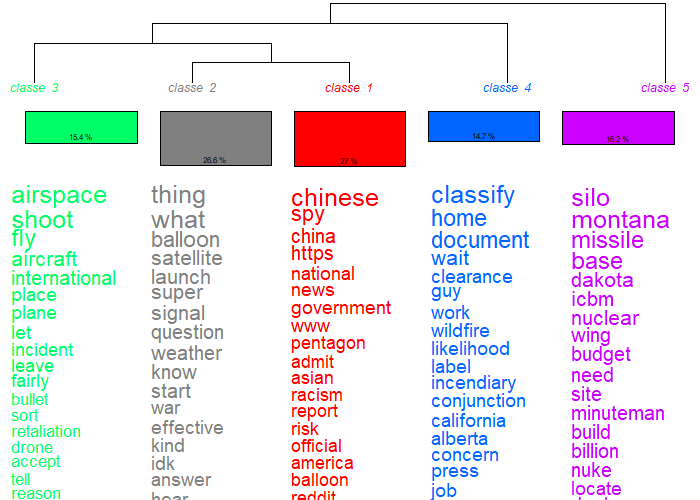 classe 3
classe 2
classe 1
classe 4
classe 5
15.4 %
26.6 %
27 %
14.7 %
16.2 %
airspace
shoot
fly
aircraft
international
place
plane
let
incident
leave
fairly
bullet
sort
retaliation
drone
accept
tell
reason
thing
what
balloon
satellite
launch
super
signal
question
weather
know
start
war
effective
kind
idk
answer
hear
chinese
spy
china
https
national
news
government
www
pentagon
admit
asian
racism
report
risk
official
america
balloon
reddit
classify
home
document
wait
clearance
guy
work
wildfire
likelihood
label
incendiary
conjunction
california
alberta
concern
press
job
silo
montana
missile
base
dakota
icbm
nuclear
wing
budget
need
site
minuteman
build
billion
nuke
locate